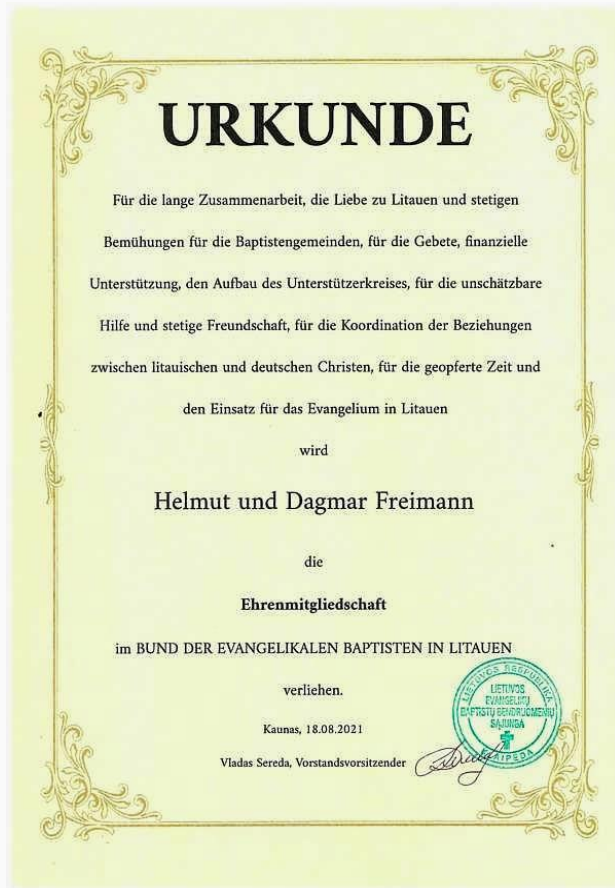 URKUNDE
Für die lange Zusammenarbeit, die Liebe zu Litauen und stetigen
Bemühungen für die Baptistengemeinden, für die Gebete, finanzielle
Unterstützung, den Aufbau des Unterstützerkreises, für die unschätzbare
Hilfe und stetige Freundschaft, für die Koordination der Beziehungen
zwischen litauischen und deutschen Christen, für die geopferte Zeit und
den Einsatz für das Evangelium in Litauen
wird
Helmut und Dagmar Freimann
die
Ehrenmitgliedschaft
im BUND DER EVANGELIKALEN BAPTISTEN IN LITAUEN
verliehen.
Kaunas, 18.08.2021
Vladas Sereda, Vorstandsvorsitzender
LIETUVOS RESPUBLIKA
LIETUVOS
EVANGELIKŲ
BAPTISTŲ BENDRUOMENIŲ
SĄJUNGA
KLAIPĖDA